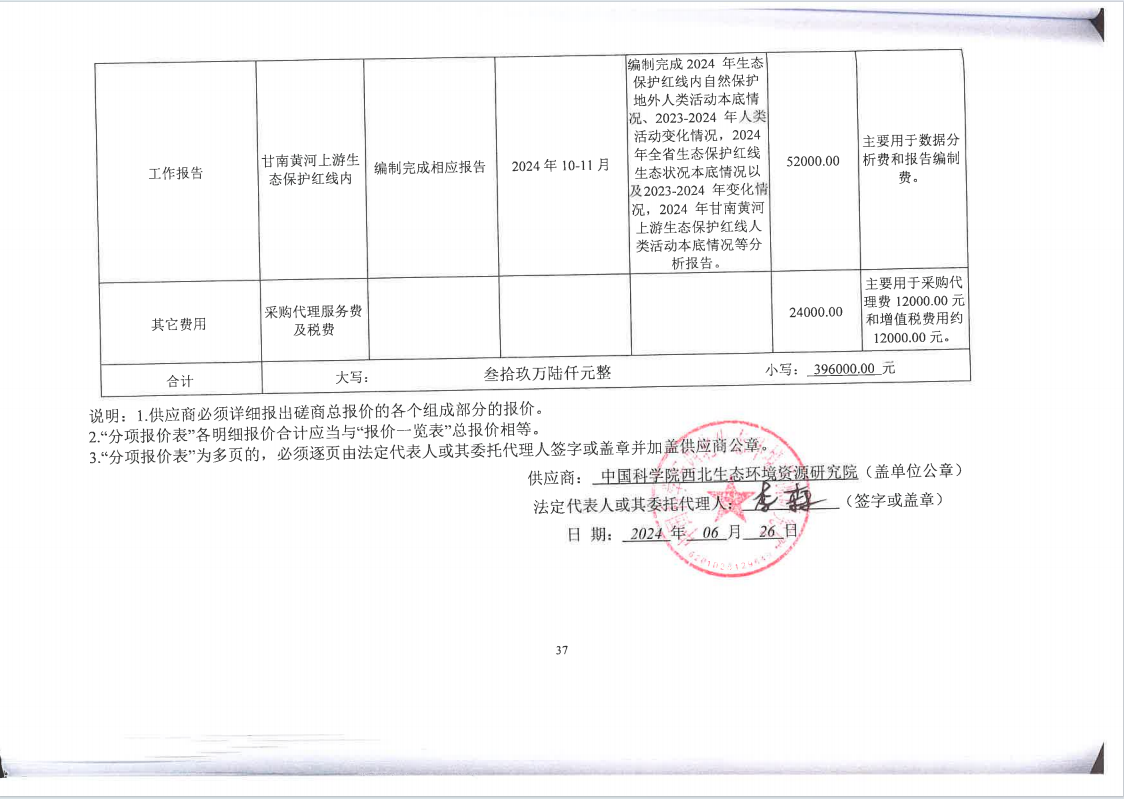 工作报告
甘南黄河上游生
态保护红线内
编制完成相应报告
2024 年 10-11 月
编制完成 2024 年生态
保护红线内自然保护
地外人类活动本底情
况、2023-2024 年人类
活动变化情况，2024
年全省生态保护红线
生态状况本底情况以
及2023-2024 年变化情
况，2024 年甘南黄河
上游生态保护红线人
类活动本底情况等分
析报告。
52000.00
主要用于数据分
析费和报告编制
费。
其它费用
采购代理服务费
及税费
24000.00
主要用于采购代
理费 12000.00 元
和增值税费用约
12000.00 元。
合计
大写： 叁拾玖万陆仟元整 小写： 396000.00 元
说明：1.供应商必须详细报出磋商总报价的各个组成部分的报价。
2.“分项报价表”各明细报价合计应当与“报价一览表”总报价相等。
3.“分项报价表”为多页的，必须逐页由法定代表人或其委托代理人签字或盖章并加盖供应商公章。
供应商： 中国科学院西北生态环境资源研究院（盖单位公章）
法定代表人或其委托代理人： （签字或盖章）
日 期： 2024 年 06 月 26 日
37